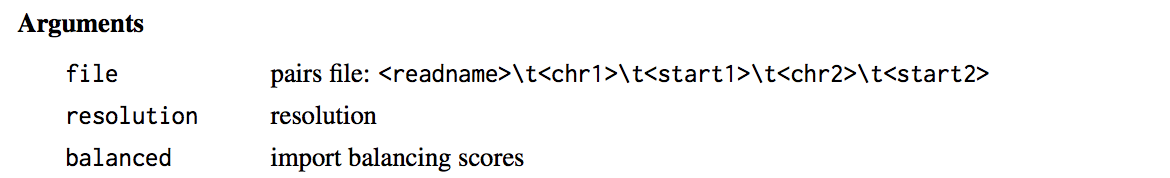 Arguments
file pairs file: <readname>\t<chr1>\t<start1>\t<chr2>\t<start2>
resolution resolution
balanced import balancing scores